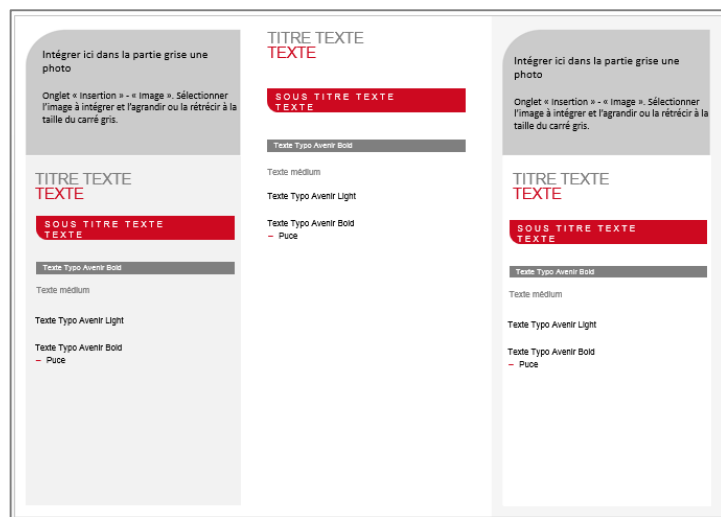 Intégrer ici dans la partie grise une
photo
Onglet « Insertion » - « Image ». Sélectionner
l'image à intégrer et l'agrandir ou la rétrécir à la
taille du carré gris.
TITRE TEXTE
TEXTE
SOUS TITRE TEXTE
TEXTE
Texte Typo Avenir Bold
Texte médium
Texte Typo Avenir Light
Texte Typo Avenir Bold
– Puce
TITRE TEXTE
TEXTE
SOUS TITRE TEXTE
TEXTE
Texte Typo Avenir Bold
Texte médium
Texte Typo Avenir Light
Texte Typo Avenir Bold
– Puce
Intégrer ici dans la partie grise une
photo
Onglet « Insertion » - « Image ». Sélectionner
l'image à intégrer et l'agrandir ou la rétrécir à la
taille du carré gris.
TITRE TEXTE
TEXTE
SOUS TITRE TEXTE
TEXTE
Texte Typo Avenir Bold
Texte médium
Texte Typo Avenir Light
Texte Typo Avenir Bold
– Puce